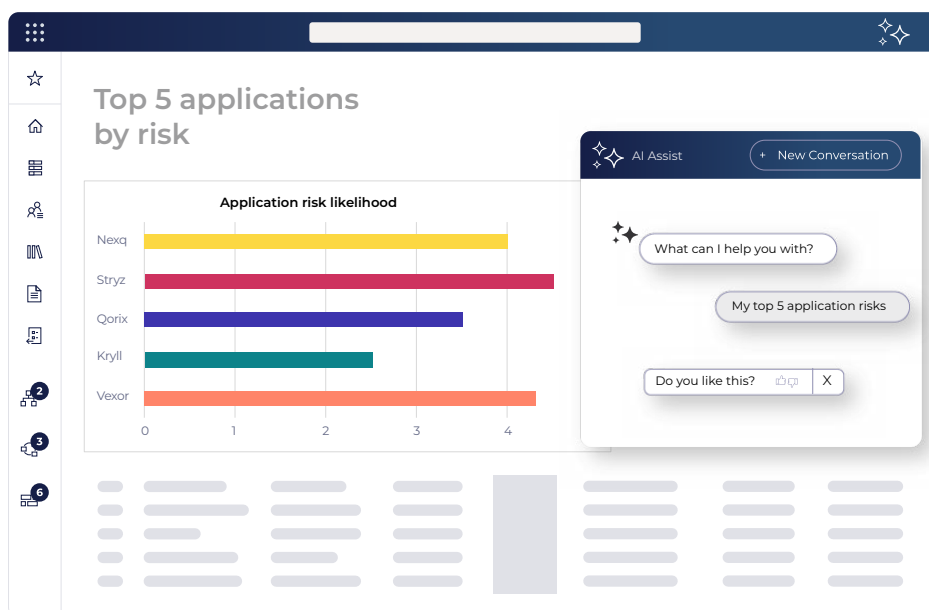 Top 5 applications
by risk
AI Assist
+ New Conversation
Application risk likelihood
Nexq
Stryz
Qorix
Kryll
Vexor
0 1 2 3 4
What can I help you with?
My top 5 application risks
Do you like this? X
2
3
6